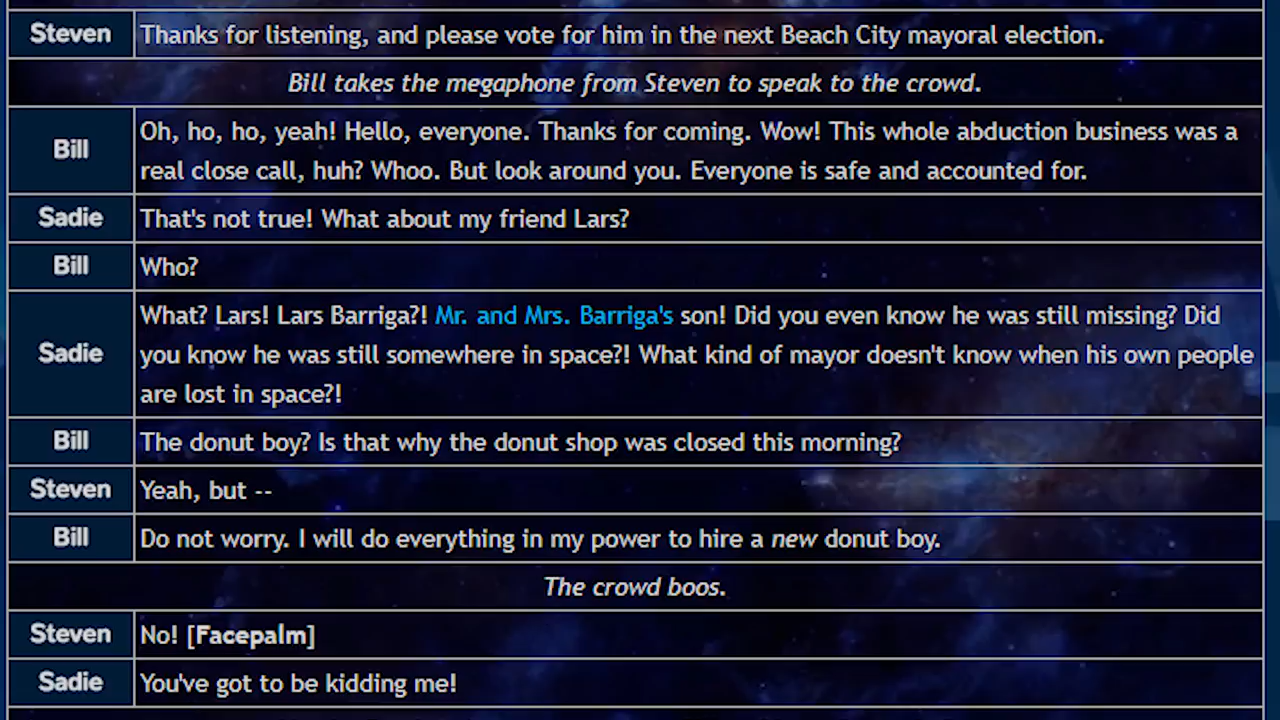 Steven Thanks for listening, and please vote for him in the next Beach City mayoral election.
Bill takes the megaphone from Steven to speak to the crowd.
Bill Oh, ho, ho, yeah! Hello, everyone. Thanks for coming. Wow! This whole abduction business was a
real close call, huh? Whoo. But look around you. Everyone is safe and accounted for.
Sadie That's not true! What about my friend Lars?
Bill Who?
Sadie What? Lars! Lars Barriga?! Mr. and Mrs. Barriga's son! Did you even know he was still missing? Did
you know he was still somewhere in space?! What kind of mayor doesn't know when his own people
are lost in space?!
Bill The donut boy? Is that why the donut shop was closed this morning?
Steven Yeah, but --
Bill Do not worry. I will do everything in my power to hire a new donut boy.
The crowd boos.
Steven No! [Facepalm]
Sadie You've got to be kidding me!